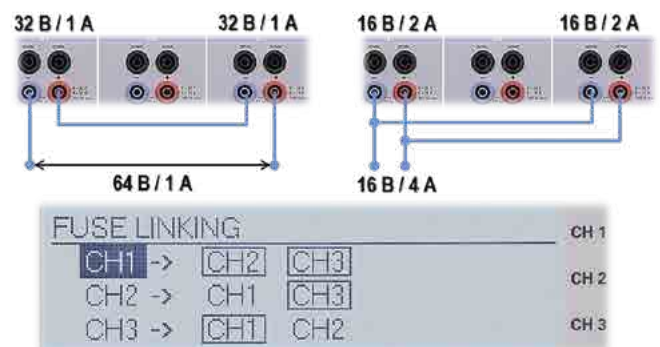 32 В / 1 А 32 В / 1 А 16 В / 2 А 16 В / 2 А
64 В / 1 А 16 В / 4 А
FUSE LINKING
CH 1
CH1 -> CH2 CH3
CH 2
CH2 -> CH1 CH3
CH3 -> CH1 CH2
CH 3